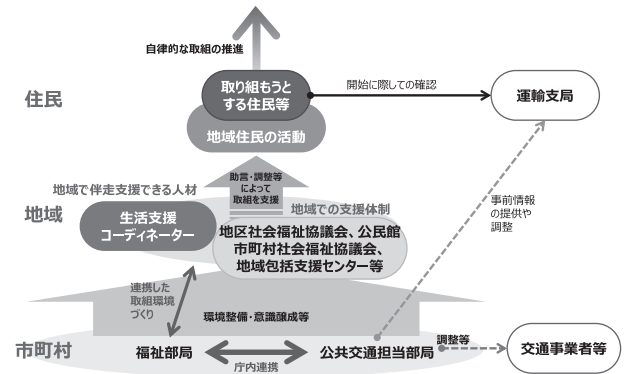 自律的な取組の推進
住民
取り組もうと
する住民等
地域住民の活動
開始に際しての確認
運輸支局
助言・調整等
によって
取組を支援
地域で伴走支援できる人材
地域での支援体制
地域
生活支援
コーディネーター
地区社会福祉協議会、公民館
市町村社会福祉協議会、
地域包括支援センター等
事前情報
の提供や
調整
連携した
取組環境
づくり
環境整備・意識醸成等
市町村
福祉部局
庁内連携
公共交通担当部局
調整等
交通事業者等